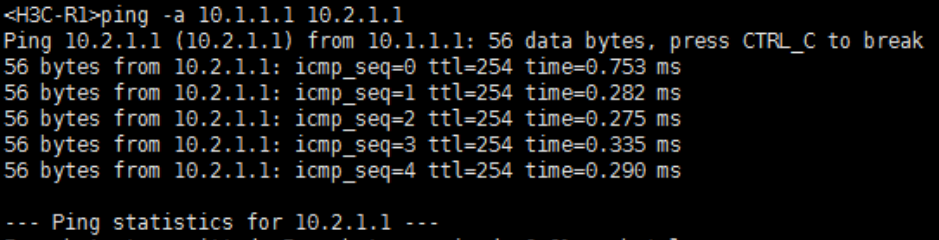 <H3C-R1>ping -a 10.1.1.1 10.2.1.1
Ping 10.2.1.1 (10.2.1.1) from 10.1.1.1: 56 data bytes, press CTRL_C to break
56 bytes from 10.2.1.1: icmp_seq=0 ttl=254 time=0.753 ms
56 bytes from 10.2.1.1: icmp_seq=1 ttl=254 time=0.282 ms
56 bytes from 10.2.1.1: icmp_seq=2 ttl=254 time=0.275 ms
56 bytes from 10.2.1.1: icmp_seq=3 ttl=254 time=0.335 ms
56 bytes from 10.2.1.1: icmp_seq=4 ttl=254 time=0.290 ms
--- Ping statistics for 10.2.1.1 ---